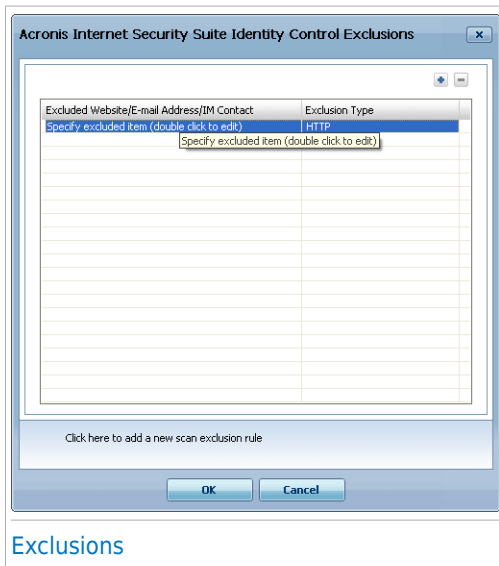 Acronis Internet Security Suite Identity Control Exclusions
Excluded Website/E-mail Address/IM Contact Exclusion Type
Specify excluded item (double click to edit) HTTP
Specify excluded item (double click to edit)
Click here to add a new scan exclusion rule
OK Cancel
Exclusions